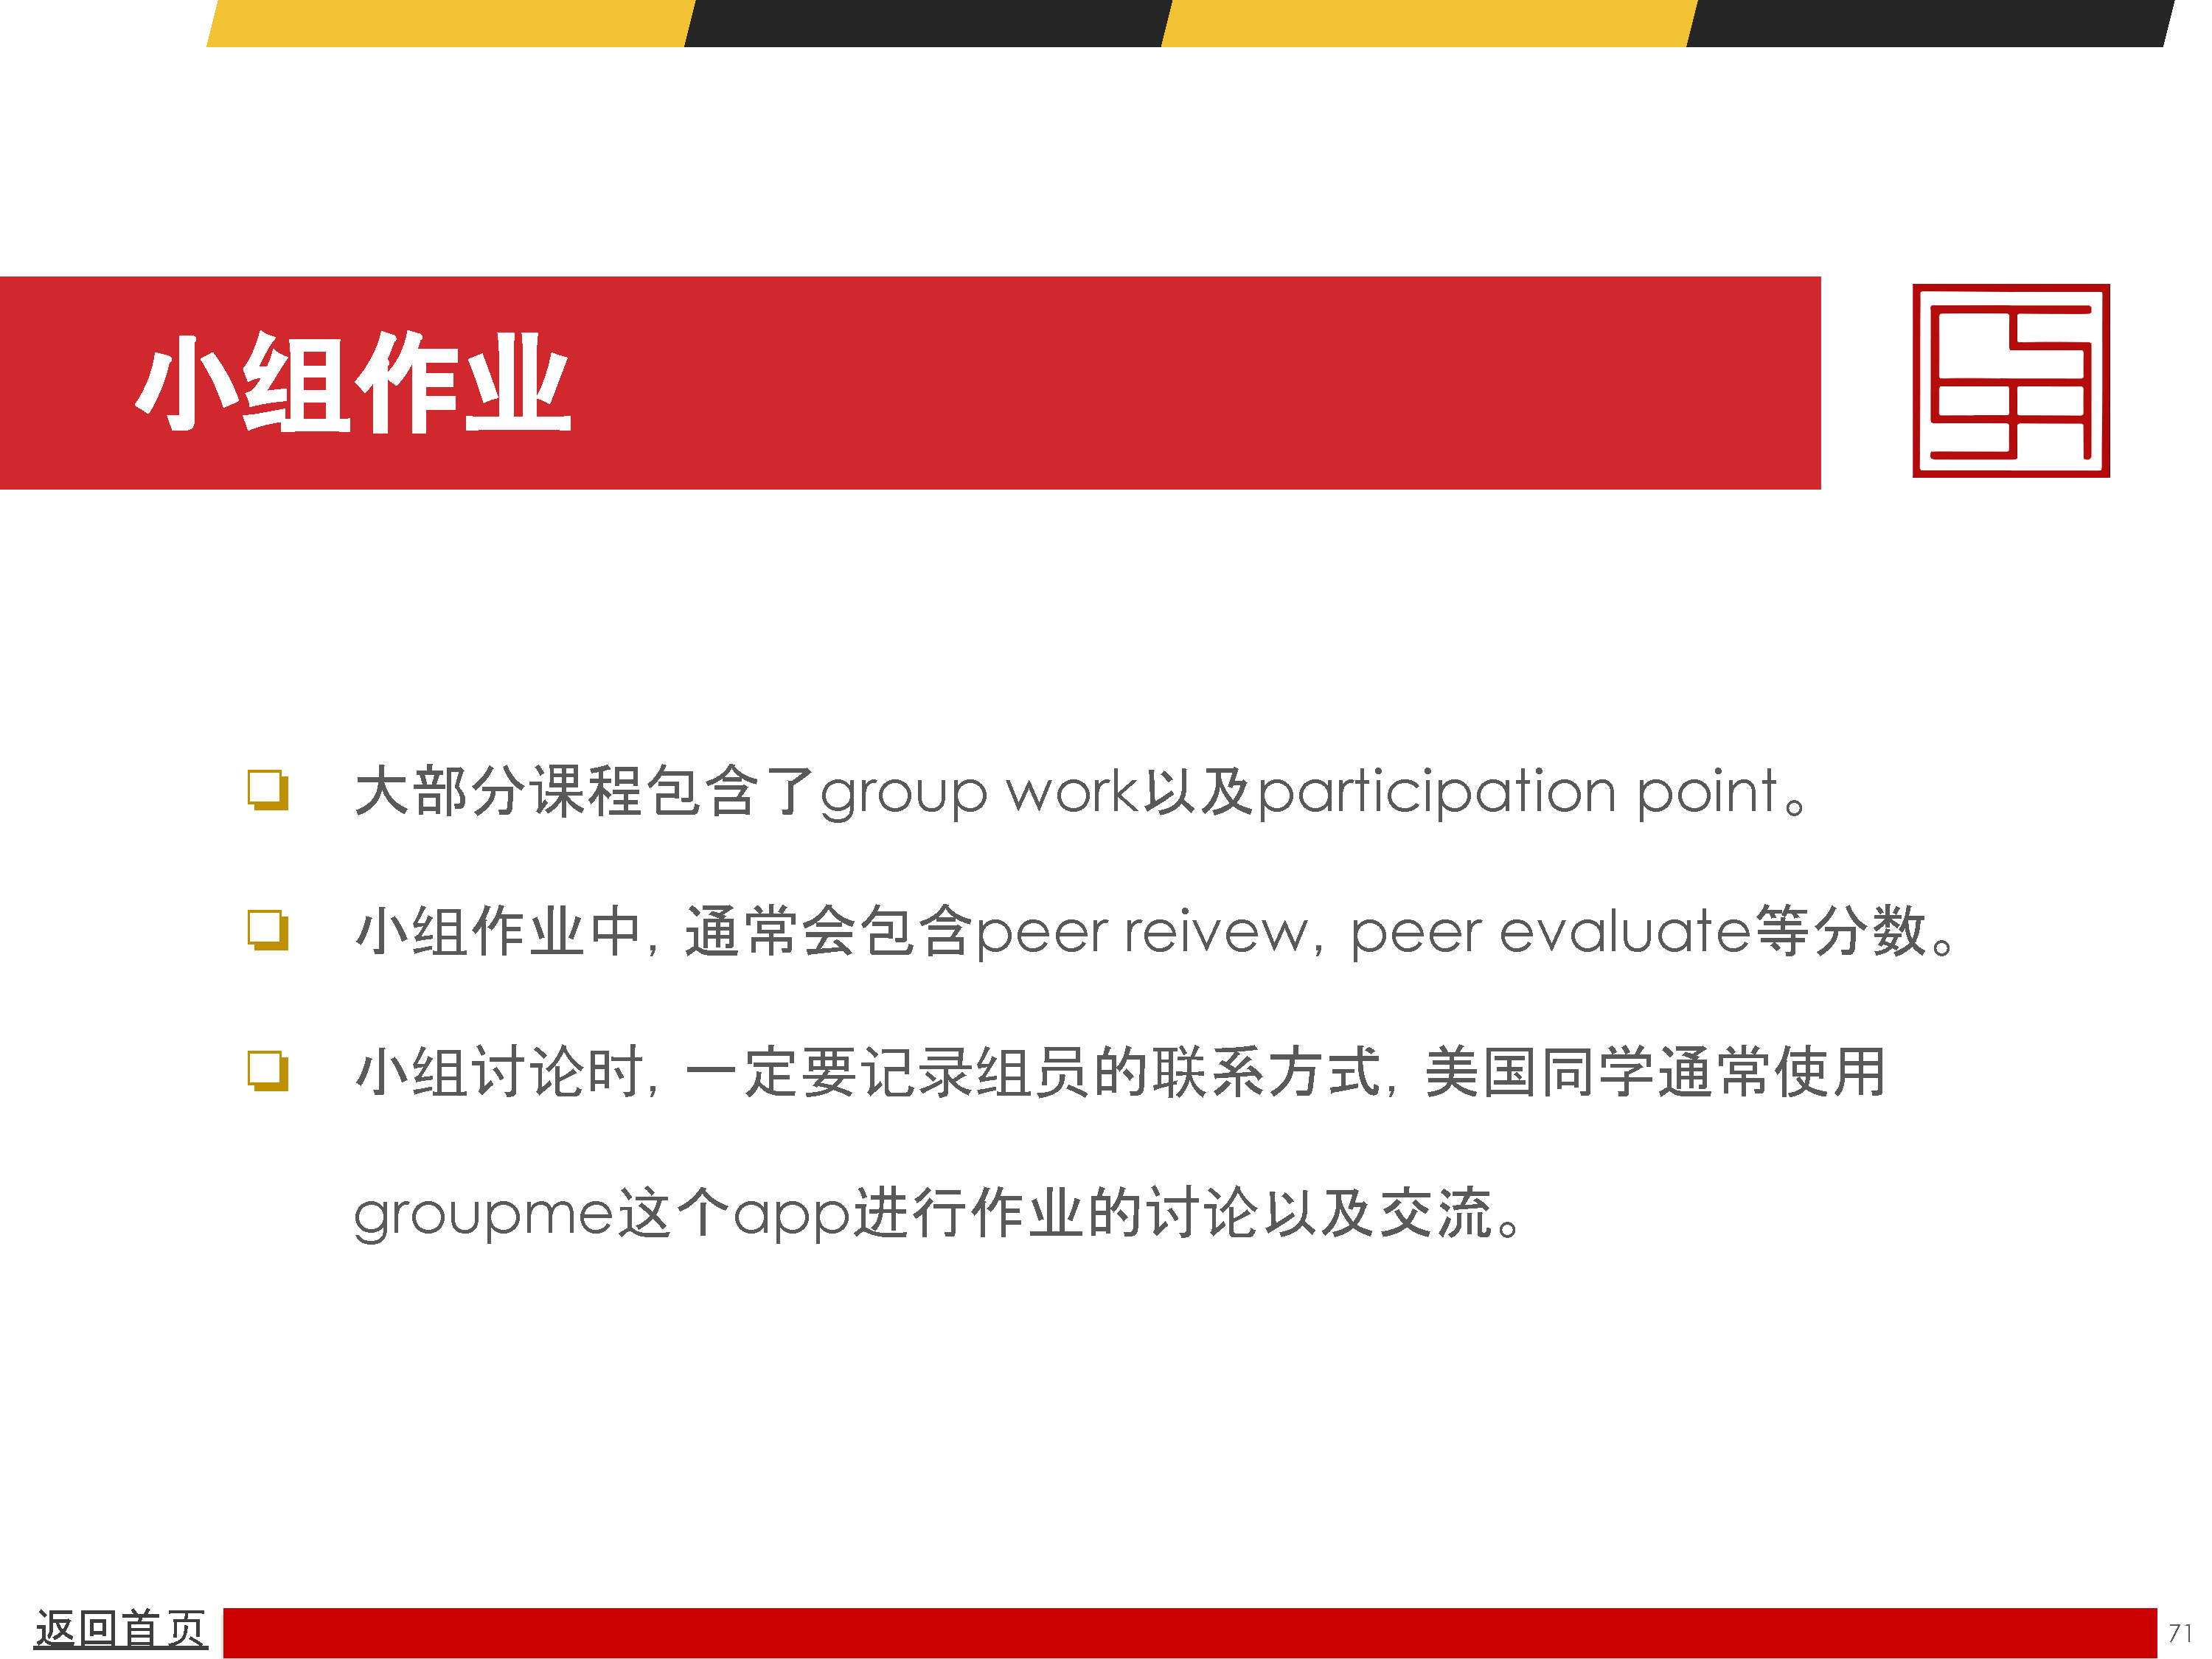 小组作业
大部分课程包含了group work以及participation point。
小组作业中，通常会包含peer reivew，peer evaluate等分数。
小组讨论时，一定要记录组员的联系方式，美国同学通常使用
groupme这个app进行作业的讨论以及交流。
返回首页
71